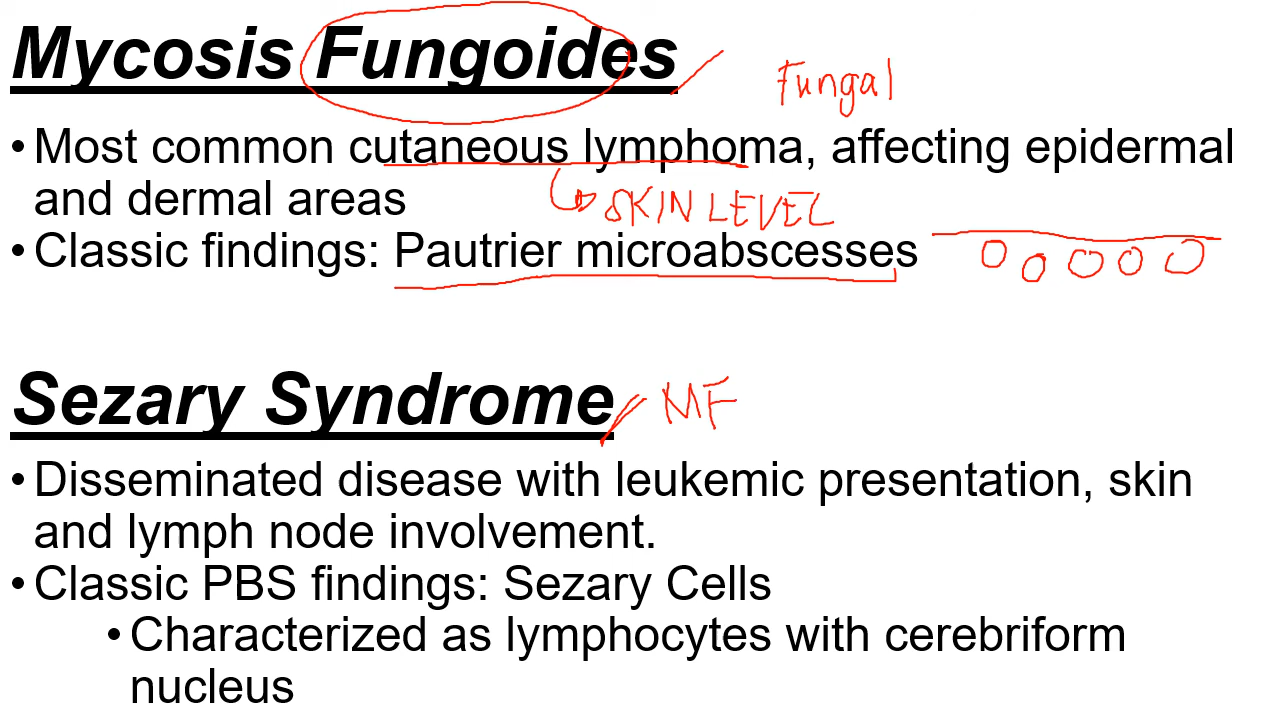 Mycosis Fungoides
Fungal
• Most common cutaneous lymphoma, affecting epidermal
and dermal areas
SKIN LEVEL
• Classic findings: Pautrier microabscesses
Sezary Syndrome
MF
• Disseminated disease with leukemic presentation, skin
and lymph node involvement.
• Classic PBS findings: Sezary Cells
• Characterized as lymphocytes with cerebriform
nucleus